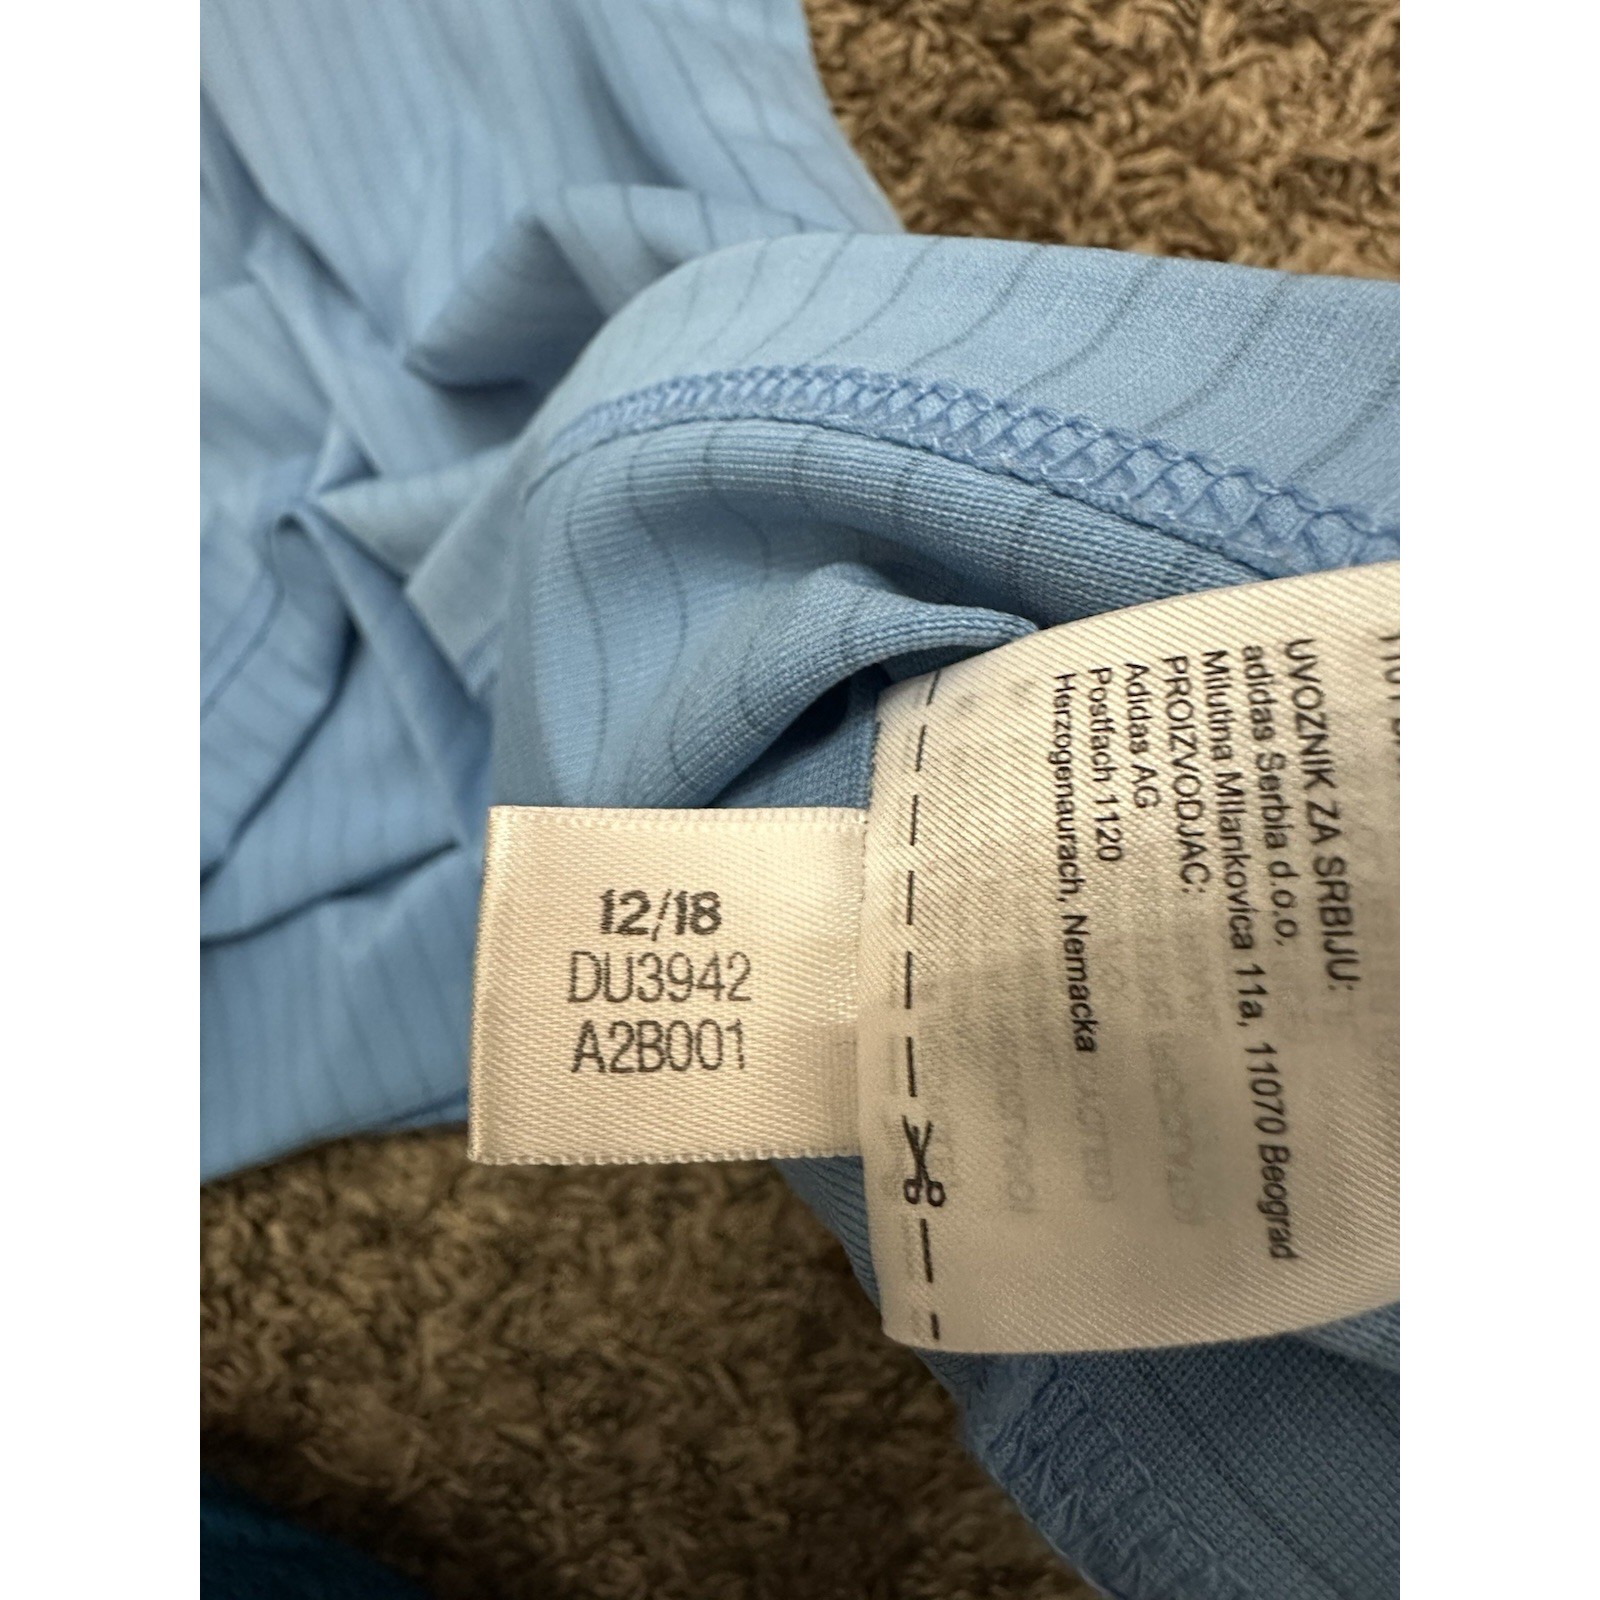 12/18
DU3942
A2B001
UVOZNIK ZA SRBIJU:
adidas Serbia d.o.o.
Milutina Milankovica 11a, 11070 Beograd
PROIZVODJAC:
Adidas AG
Postfach 1120
Herzogenaurach, Nemacka